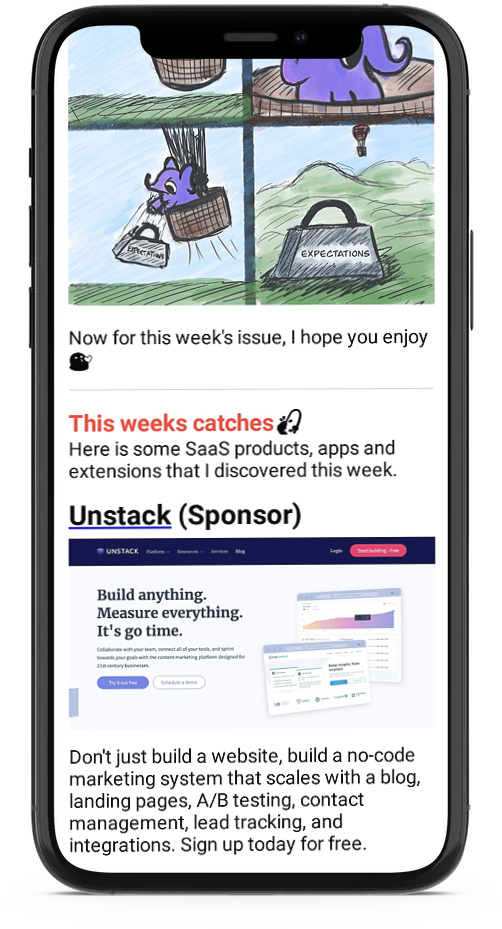 EXPECTATIONS
EXPECTATIONS
Now for this week's issue, I hope you enjoy
This weeks catches
Here is some SaaS products, apps and
extensions that I discovered this week.
Unstack (Sponsor)
UNSTACK Platform Resources Services Blog Login Start building - Free
Build anything.
Measure everything.
It's go time.
Collaborate with your team, connect all of your tools, and sprint
towards your goals with the content marketing platform designed for
21st century businesses.
Try it out free Schedule a demo
Better insights, faster
Don't just build a website, build a no-code
marketing system that scales with a blog,
landing pages, A/B testing, contact
management, lead tracking, and
integrations. Sign up today for free.